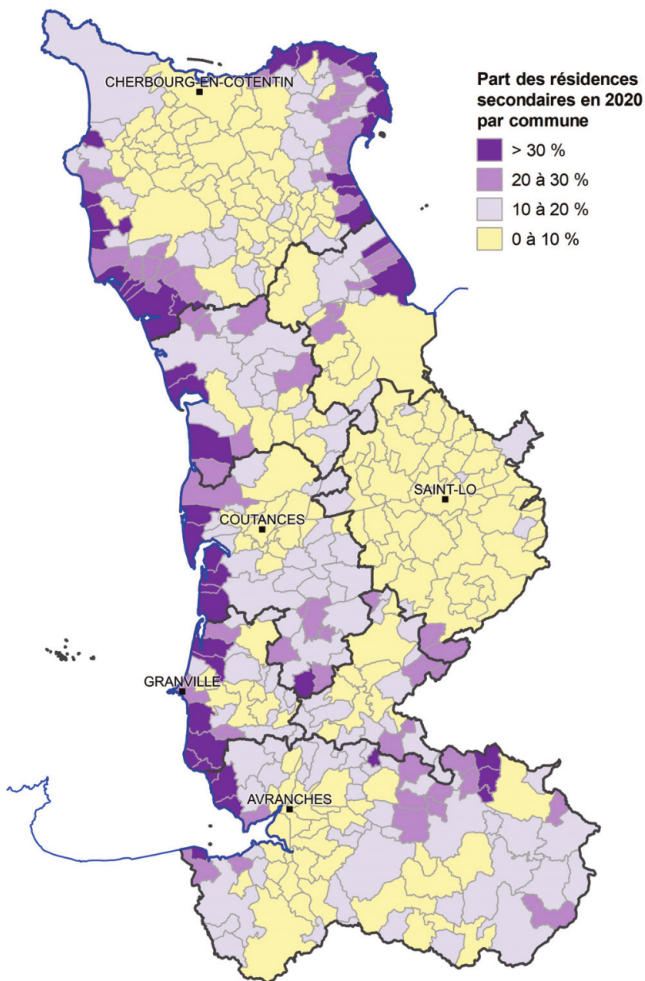 CHERBOURG-EN-COTENTIN
Part des résidences
secondaires en 2020
par commune
> 30 %
20 à 30 %
10 à 20 %
0 à 10 %
SAINT-LO
COUTANCES
GRANVILLE
AVRANCHES